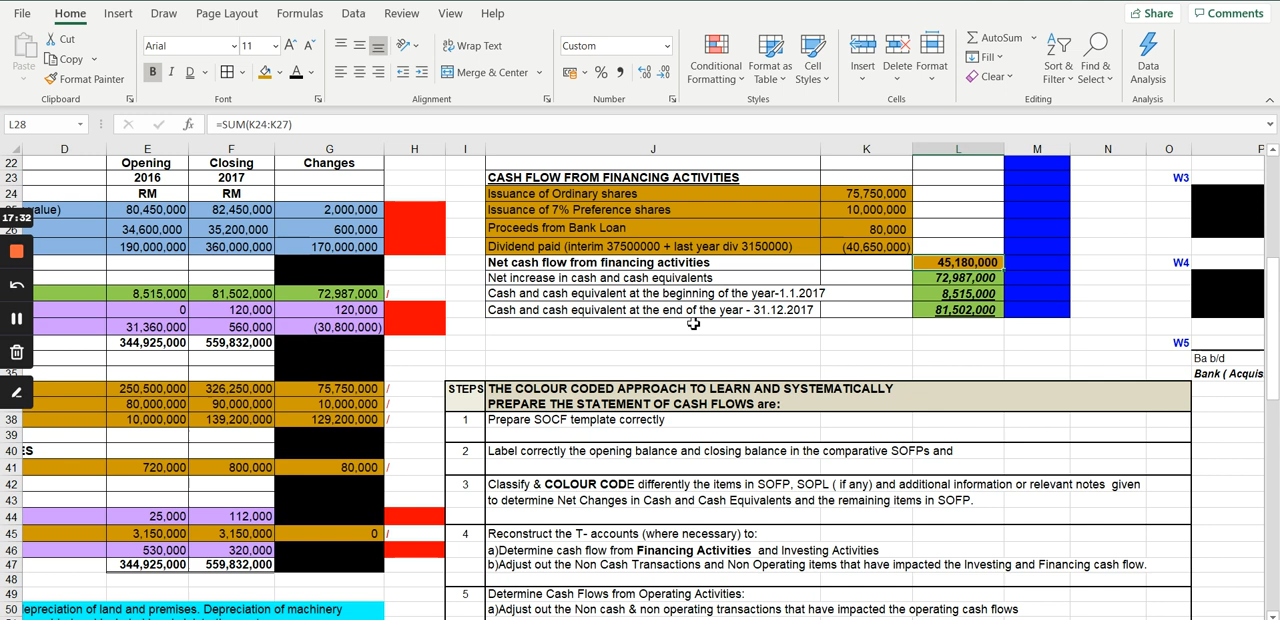 File Home Insert Draw Page Layout Formulas Data Review View Help Share Comments
Cut Arial 11 Wrap Text Custom AutoSum
Paste Copy Conditional Format as Cell Insert Delete Format Fill Sort & Find & Data
Format Painter B I D Merge & Center % Formatting Table Styles Clear Filter Select Analysis
Clipboard Font Alignment Number Styles Cells Editing Analysis
L28 fx =SUM(K24:K27)
D E F G H I J K L M N O P
22 Opening Closing Changes
23 2016 2017 CASH FLOW FROM FINANCING ACTIVITIES W3
24 RM RM Issuance of Ordinary shares 75,750,000
value) 80,450,000 82,450,000 2,000,000 Issuance of 7% Preference shares 10,000,000
17:32
34,600,000 35,200,000 600,000 Proceeds from Bank Loan 80,000
190,000,000 360,000,000 170,000,000 Dividend paid (interim 37500000 + last year div 3150000) (40,650,000)
Net cash flow from financing activities 45,180,000 W4
Net increase in cash and cash equivalents 72,987,000
8,515,000 81,502,000 72,987,000 / Cash and cash equivalent at the beginning of the year-1.1.2017 8,515,000
0 120,000 120,000 Cash and cash equivalent at the end of the year - 31.12.2017 81,502,000
31,360,000 560,000 (30,800,000)
344,925,000 559,832,000 W5
Ba b/d
35 Bank ( Acquis
250,500,000 326,250,000 75,750,000 / STEPS THE COLOUR CODED APPROACH TO LEARN AND SYSTEMATICALLY
80,000,000 90,000,000 10,000,000 / PREPARE THE STATEMENT OF CASH FLOWS are:
38 10,000,000 139,200,000 129,200,000 / 1 Prepare SOCF template correctly
39
40 ES 2 Label correctly the opening balance and closing balance in the comparative SOFPs and
41 720,000 800,000 80,000 /
42 3 Classify & COLOUR CODE differently the items in SOFP, SOPL ( if any) and additional information or relevant notes given
43 to determine Net Changes in Cash and Cash Equivalents and the remaining items in SOFP.
44 25,000 112,000
45 3,150,000 3,150,000 0 / 4 Reconstruct the T- accounts (where necessary) to:
46 530,000 320,000 a)Determine cash flow from Financing Activities and Investing Activities
47 344,925,000 559,832,000 b)Adjust out the Non Cash Transactions and Non Operating items that have impacted the Investing and Financing cash flow.
48
49 5 Determine Cash Flows from Operating Activities:
50 epreciation of land and premises. Depreciation of machinery a)Adjust out the Non cash & non operating transactions that have impacted the operating cash flows